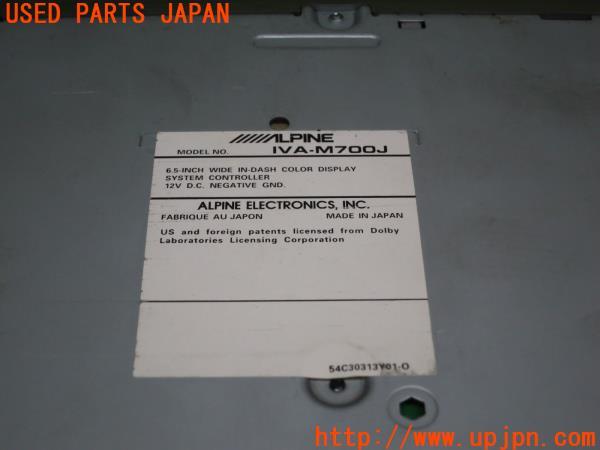 USED PARTS JAPAN
ALPINE
MODEL NO. IVA-M700J
6.5-INCH WIDE IN-DASH COLOR DISPLAY
SYSTEM CONTROLLER
12V D.C. NEGATIVE GND.
ALPINE ELECTRONICS, INC.
FABRIQUE AU JAPON MADE IN JAPAN
US and foreign patents licensed from Dolby
Laboratories Licensing Corporation
54C30313Y01-O
http://www.upjpn.com/